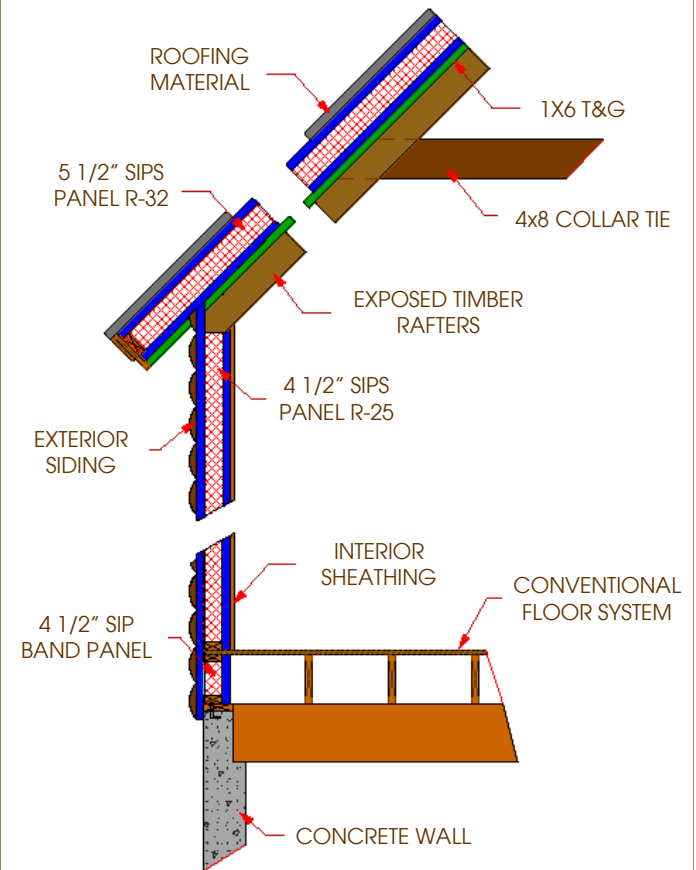 ROOFING
MATERIAL
1X6 T&G
5 1/2” SIPS
PANEL R-32
4x8 COLLAR TIE
EXPOSED TIMBER
RAFTERS
4 1/2” SIPS
PANEL R-25
EXTERIOR
SIDING
INTERIOR
SHEATHING
CONVENTIONAL
FLOOR SYSTEM
4 1/2” SIP
BAND PANEL
CONCRETE WALL